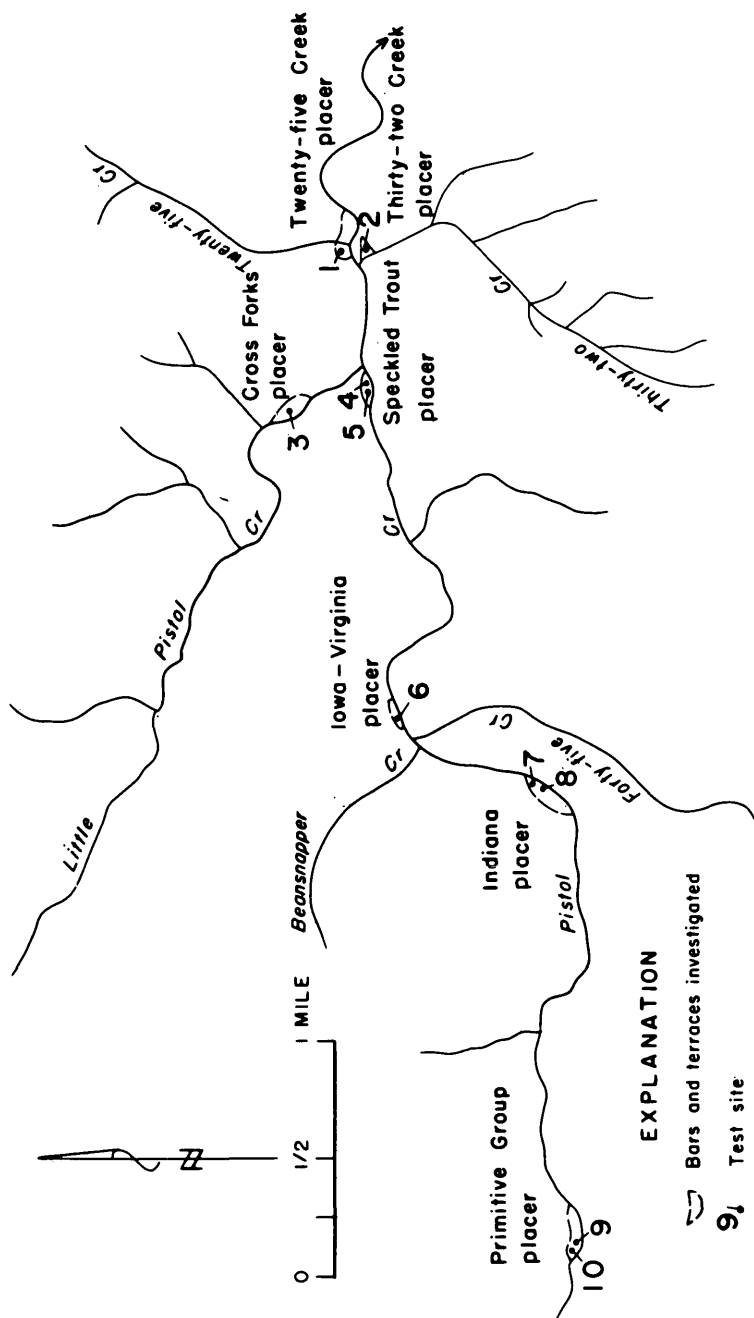 Twenty-five Cr
Twenty-five Creek
placer
1
2
Thirty-two Creek
placer
Cross Forks
placer
3
4
5
Speckled Trout
placer
Thirty-two Cr
Little Pistol Cr
Cr
Iowa-Virginia
placer
6
Beansnapper Cr
Forty-five Cr
7
8
Indiana
placer
Pistol
Primitive Group
placer
9
10
N
0 1/2 1 MILE
EXPLANATION
Bars and terraces investigated
9 Test site